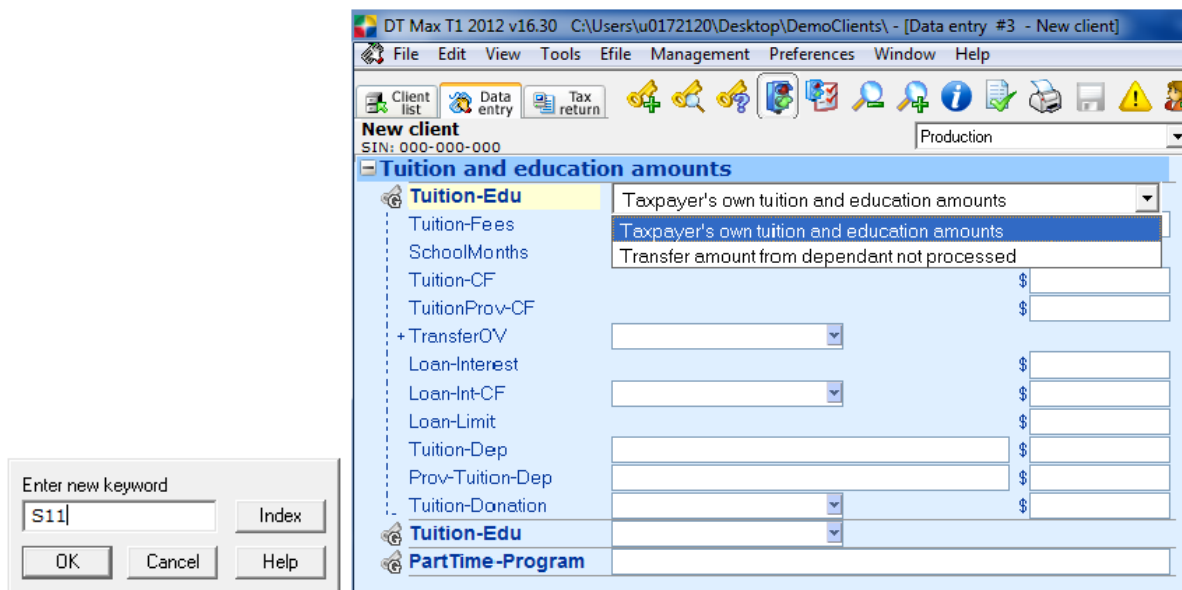 DT Max T1 2012 v16.30 C:\Users\u0172120\Desktop\DemoClients\ - [Data entry #3 - New client]
File Edit View Tools Efile Management Preferences Window Help
Client list
Data entry
Tax return
New client
SIN: 000-000-000
Production
Tuition and education amounts
Tuition-Edu Taxpayer's own tuition and education amounts
Tuition-Fees Taxpayer's own tuition and education amounts
SchoolMonths Transfer amount from dependant not processed
Tuition-CF $
TuitionProv-CF $
+TransferOV
Loan-Interest $
Loan-Int-CF $
Loan-Limit $
Tuition-Dep $
Prov-Tuition-Dep $
Tuition-Donation $
Tuition-Edu
PartTime-Program
Enter new keyword
S11 Index
OK Cancel Help